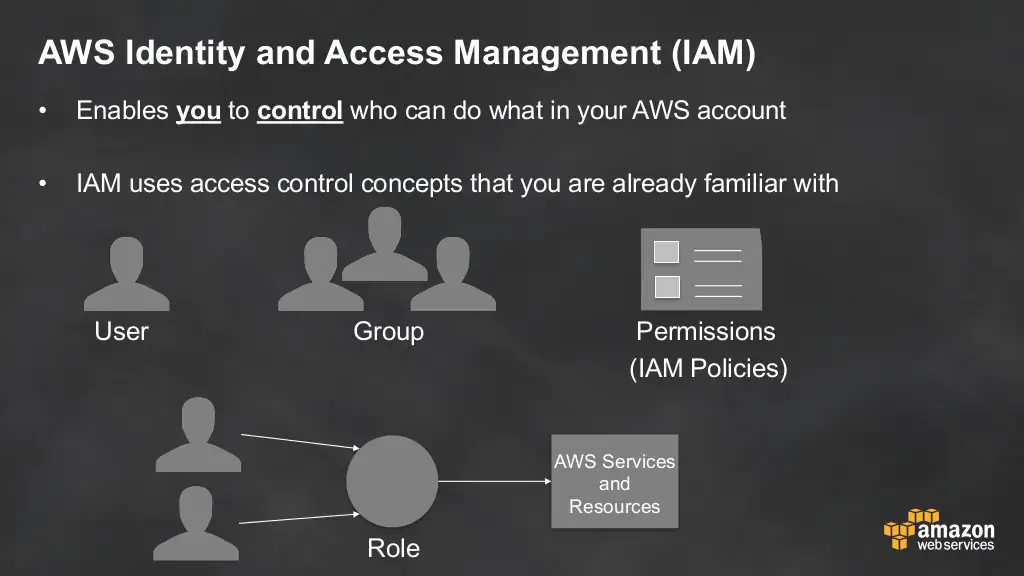 AWS Identity and Access Management (IAM)
• Enables you to control who can do what in your AWS account
• IAM uses access control concepts that you are already familiar with
User
Group
Permissions
(IAM Policies)
AWS Services
and
Resources
Role
amazon
webservices